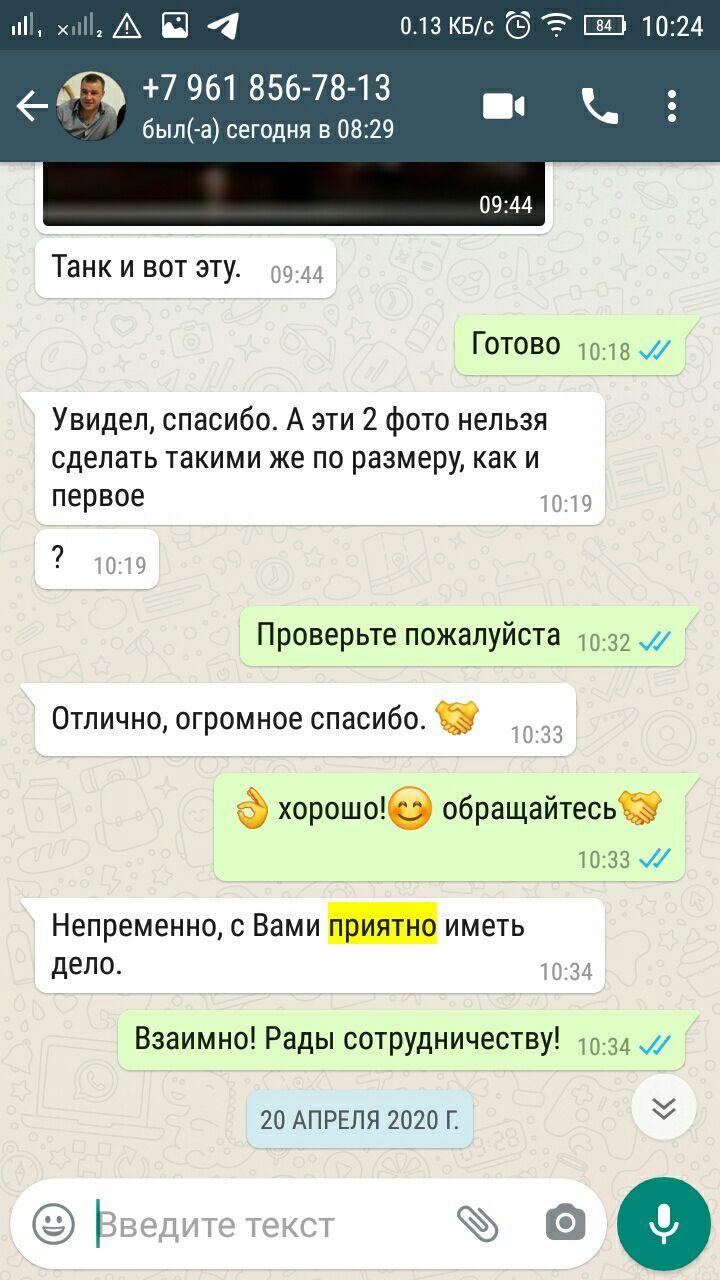 0.13 КБ/с 84 10:24
+7 961 856-78-13
был(-а) сегодня в 08:29
09:44
Танк и вот эту. 09:44
Готово 10:18
Увидел, спасибо. А эти 2 фото нельзя
сделать такими же по размеру, как и
первое 10:19
? 10:19
Проверьте пожалуйста 10:32
Отлично, огромное спасибо. 🤝 10:33
👌 хорошо!😊 обращайтесь🤝
10:33
Непременно, с Вами приятно иметь
дело. 10:34
Взаимно! Рады сотрудничеству! 10:34
20 АПРЕЛЯ 2020 Г.
Введите текст